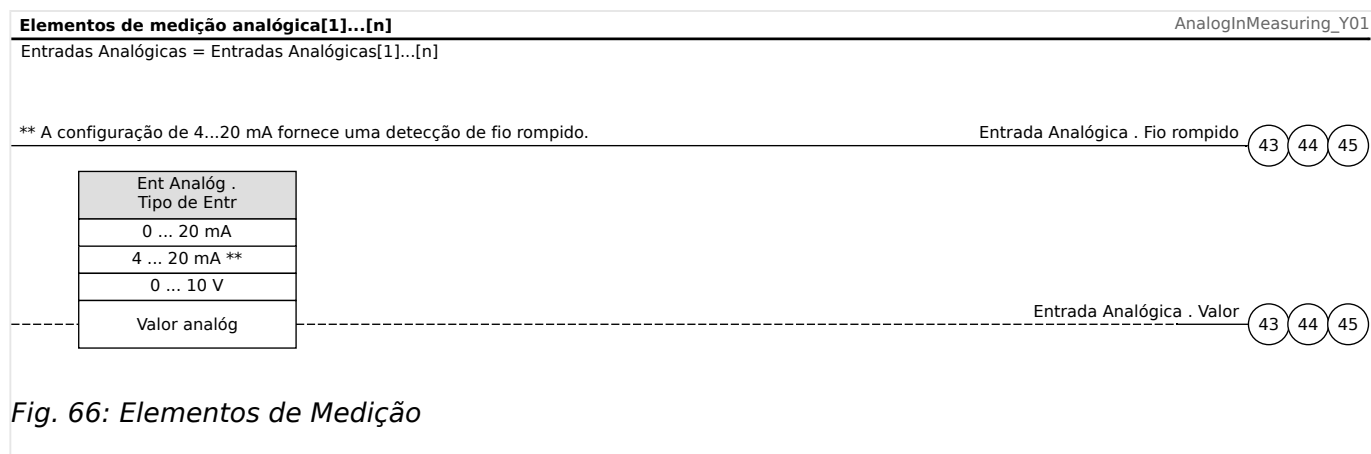 Elementos de medição analógica[1]...[n] AnalogInMeasuring_Y01
Entradas Analógicas = Entradas Analógicas[1]...[n]
** A configuração de 4...20 mA fornece uma detecção de fio rompido. Entrada Analógica . Fio rompido 43 44 45
Ent Analóg .
Tipo de Entr
0 ... 20 mA
4 ... 20 mA **
0 ... 10 V
Valor analóg
Entrada Analógica . Valor 43 44 45
Fig. 66: Elementos de Medição